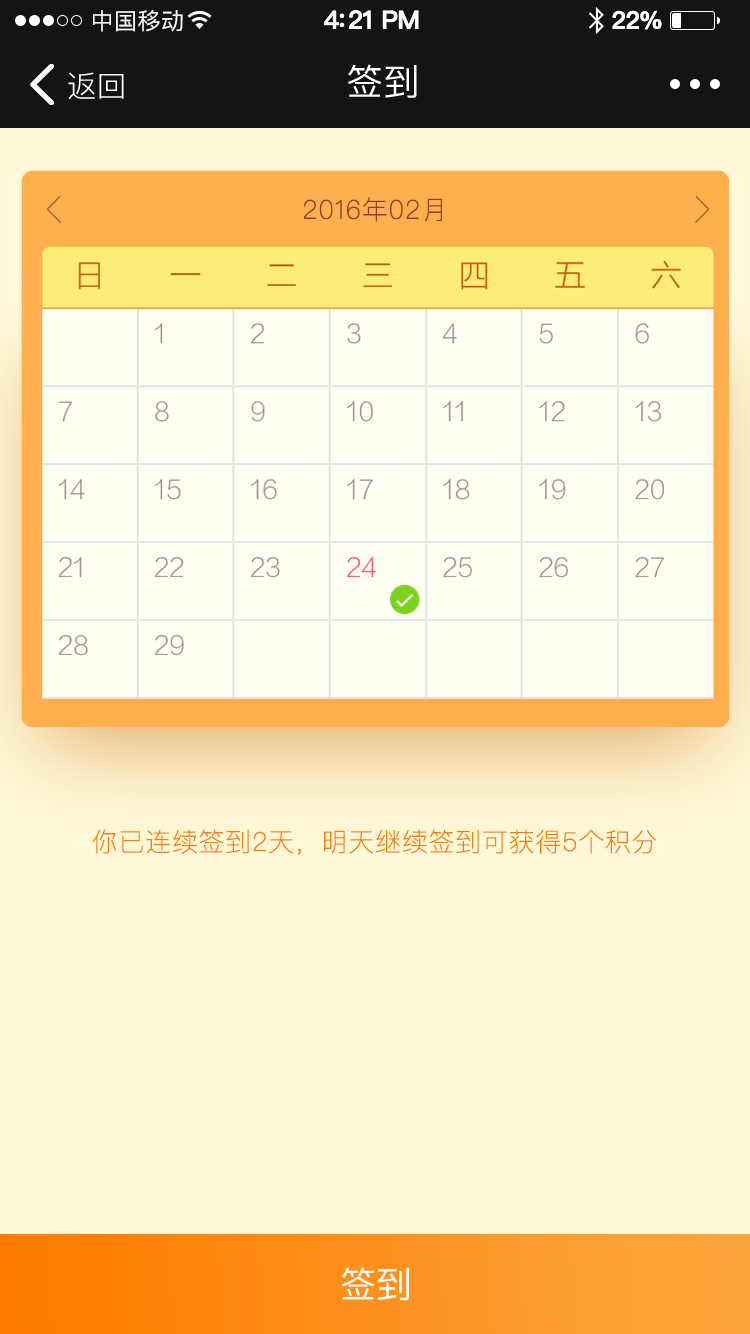 中国移动 4:21 PM 22%
返回 签到
2016年02月
日 一 二 三 四 五 六
1 2 3 4 5 6
7 8 9 10 11 12 13
14 15 16 17 18 19 20
21 22 23 24 25 26 27
28 29
你已连续签到2天，明天继续签到可获得5个积分
签到